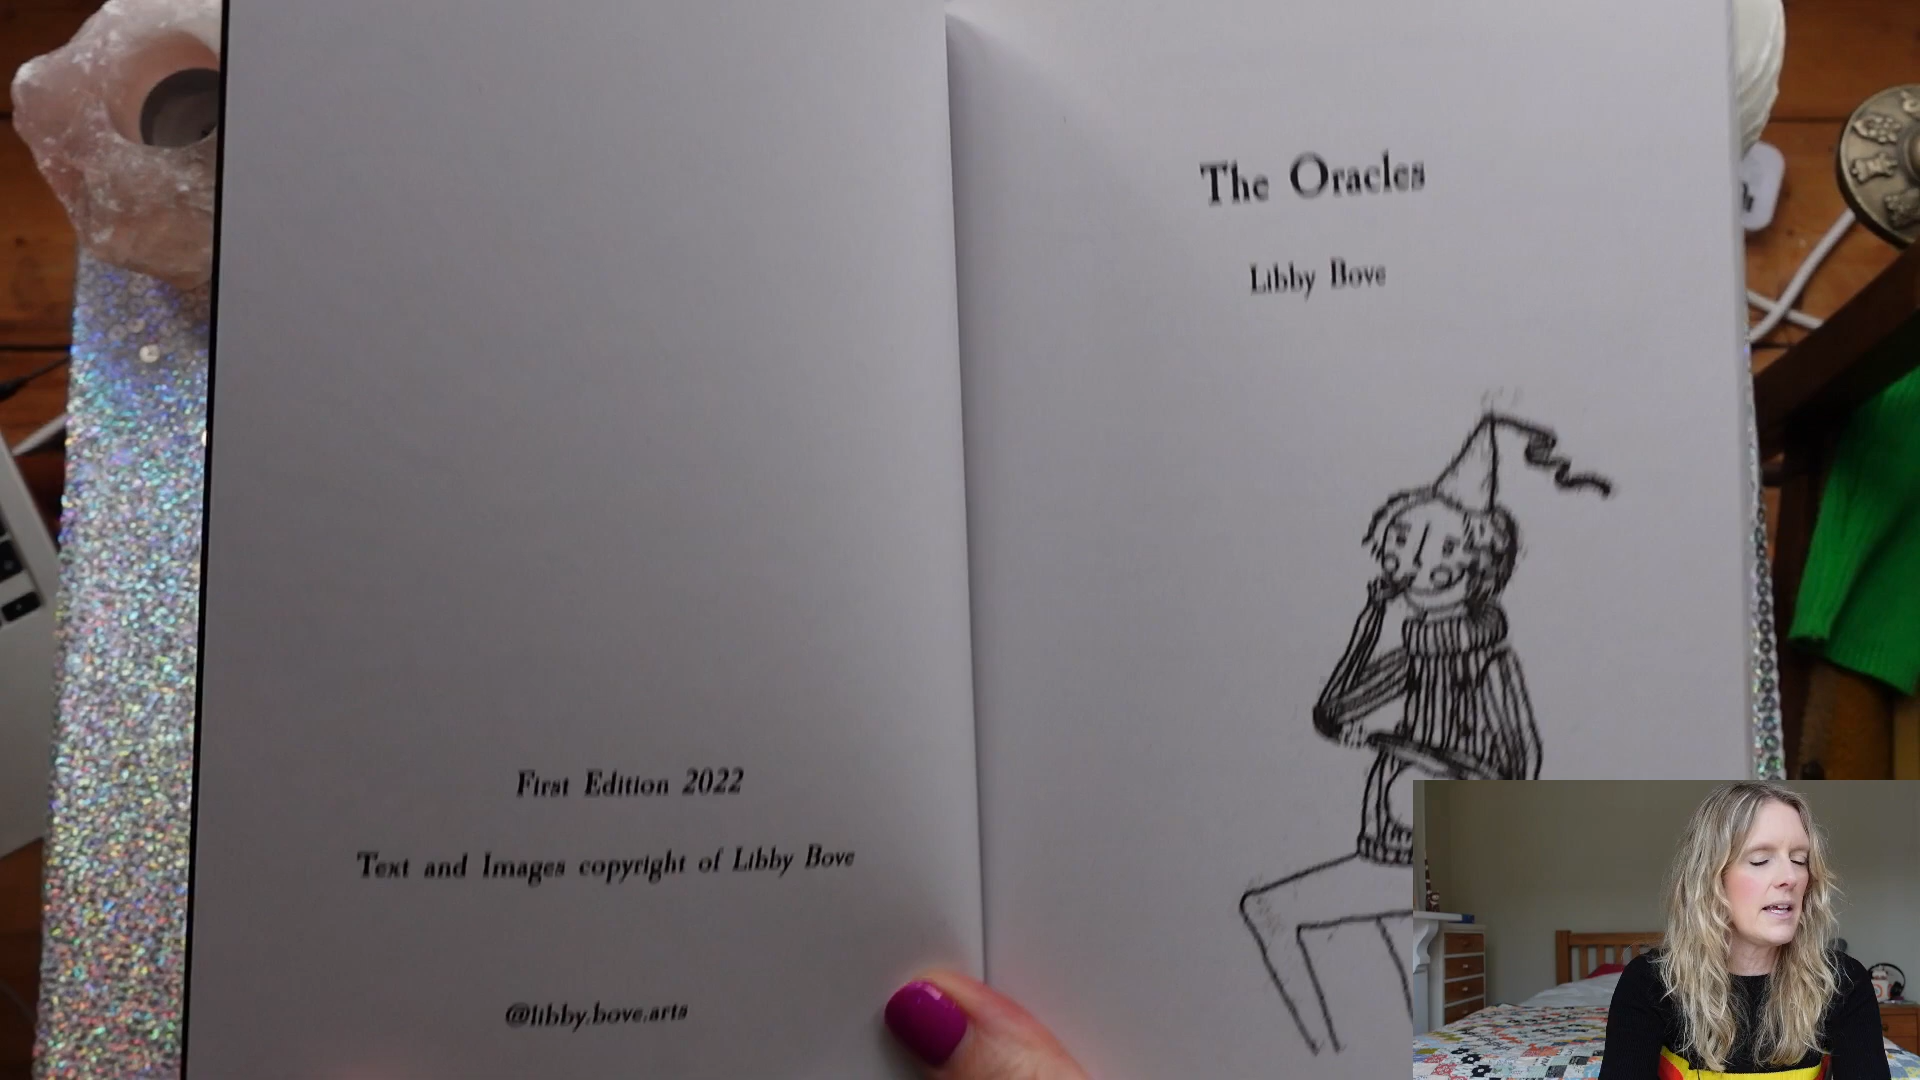 First Edition 2022
Text and Images copyright of Libby Bove
@libby.bove.arts
The Oracles
Libby Bove